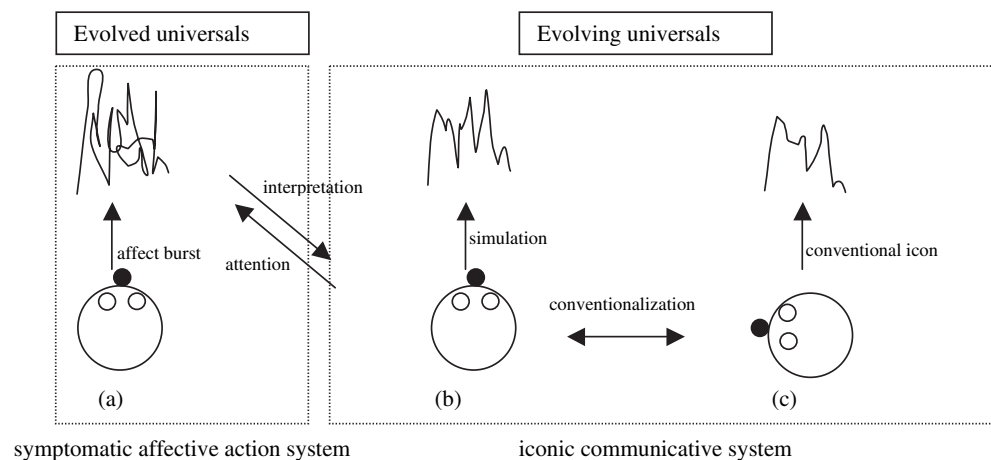 Evolved universals
Evolving universals
interpretation
affect burst
attention
simulation
conventional icon
conventionalization
(a)
(b)
(c)
symptomatic affective action system
iconic communicative system